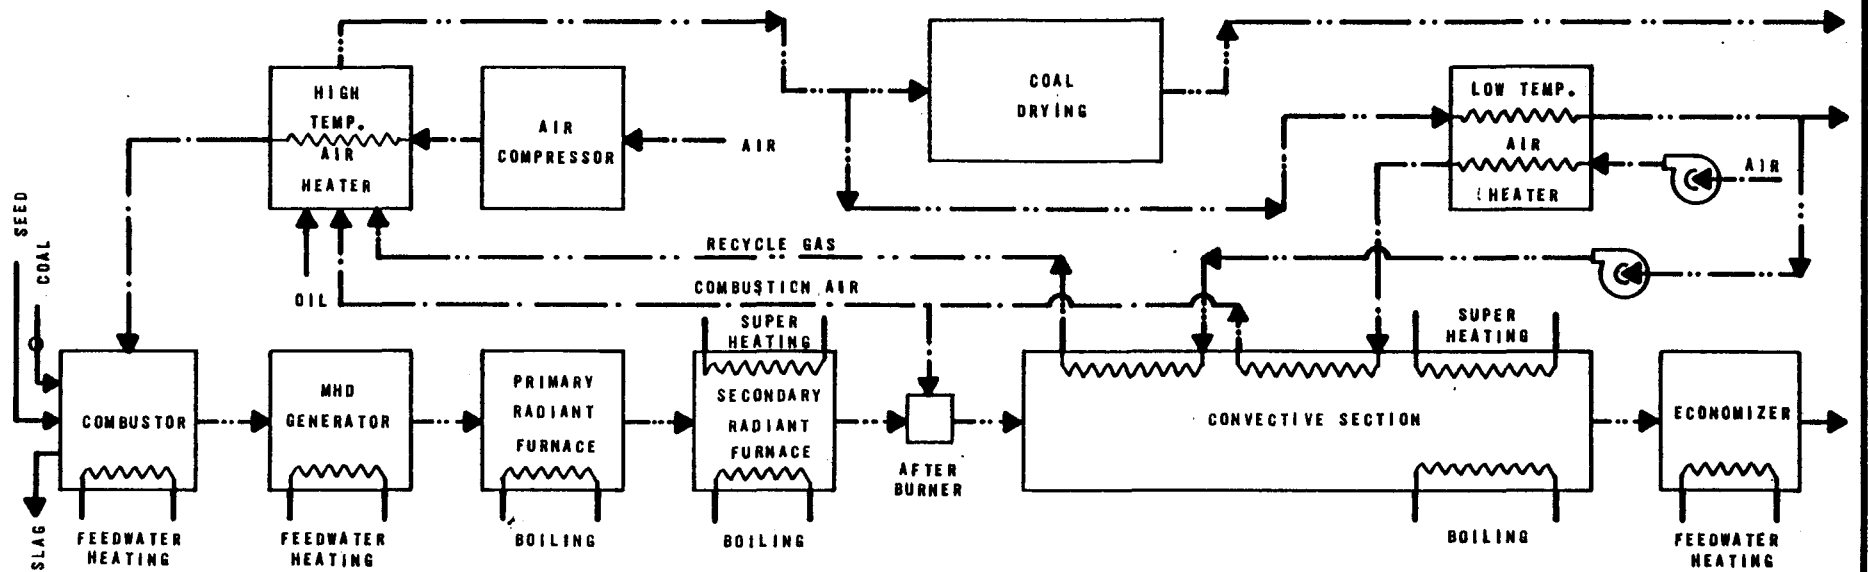 HIGH
TEMP.
AIR
HEATER
AIR
COMPRESSOR
AIR
COAL
DRYING
LOW TEMP.
AIR
HEATER
AIR
SEED
COAL
OIL
RECYCLE GAS
COMBUSTION AIR
SUPER
HEATING
SUPER
HEATING
COMBUSTOR
MHD
GENERATOR
PRIMARY
RADIANT
FURNACE
SECONDARY
RADIANT
FURNACE
AFTER
BURNER
CONVECTIVE SECTION
ECONOMIZER
SLAG
FEEDWATER
HEATING
FEEDWATER
HEATING
BOILING
BOILING
BOILING
FEEDWATER
HEATING